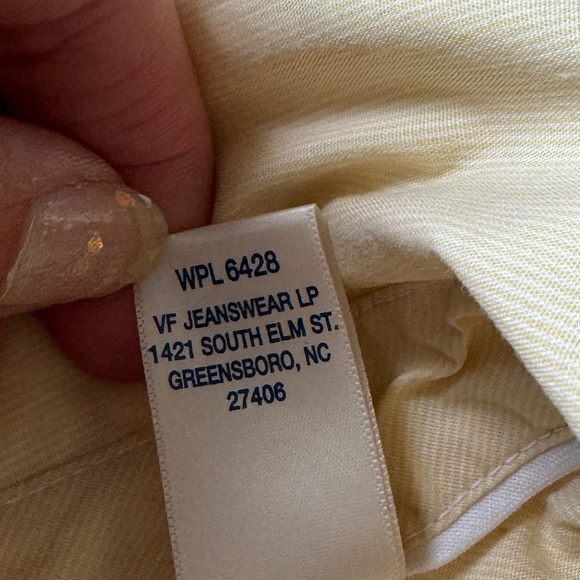 WPL 6428
VF JEANSWEAR LP
1421 SOUTH ELM ST.
GREENSBORO, NC
27406